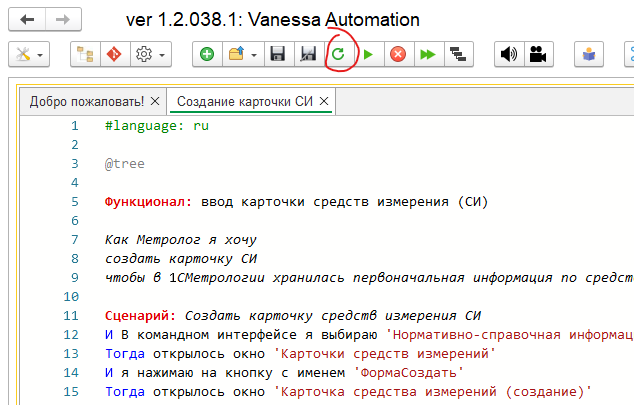 ver 1.2.038.1: Vanessa Automation
Добро пожаловать! Создание карточки СИ
1 #language: ru
2
3 @tree
4
5 Функционал: ввод карточки средств измерения (СИ)
6
7 Как Метролог я хочу
8 создать карточку СИ
9 чтобы в 1СМетрологии хранилась первоначальная информация по средст
10
11 Сценарий: Создать карточку средств измерения СИ
12 И В командном интерфейсе я выбираю 'Нормативно-справочная информац
13 Тогда открылось окно 'Карточки средств измерений'
14 И я нажимаю на кнопку с именем 'ФормаСоздать'
15 Тогда открылось окно 'Карточка средства измерений (создание)'